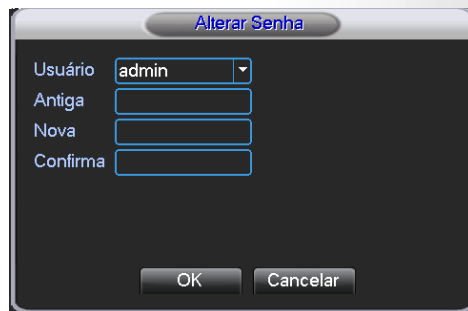 Alterar Senha
Usuário admin
Antiga
Nova
Confirma
OK Cancelar